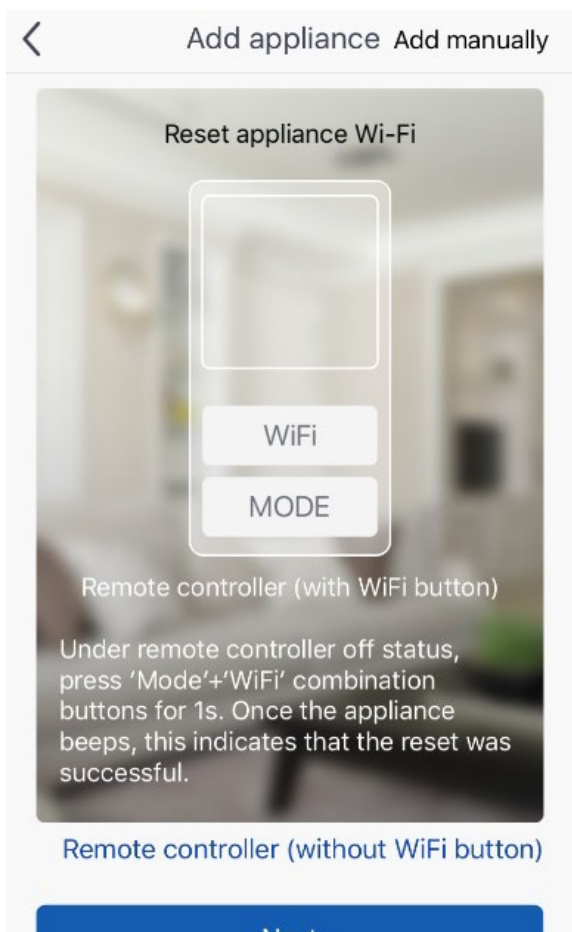 Add appliance Add manually
Reset appliance Wi-Fi
WiFi
MODE
Remote controller (with WiFi button)
Under remote controller off status,
press ‘Mode’+‘WiFi’ combination
buttons for 1s. Once the appliance
beeps, this indicates that the reset was
successful.
Remote controller (without WiFi button)